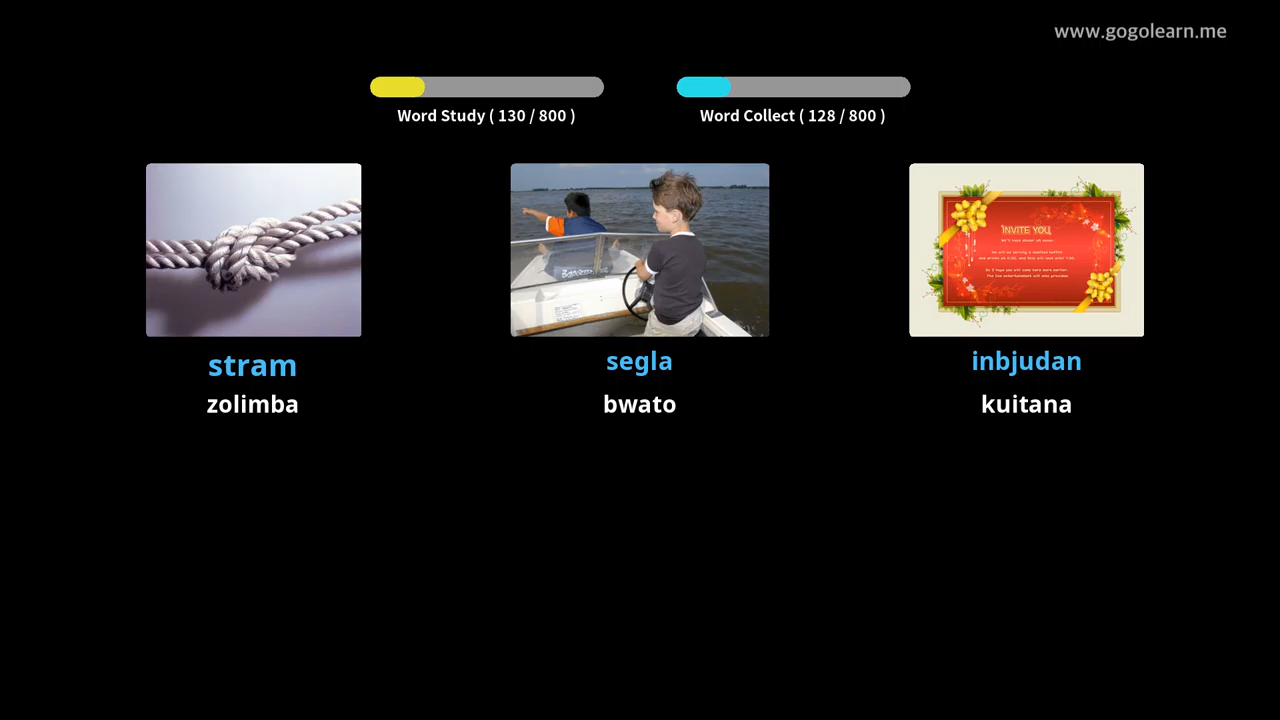 www.gogolearn.me
Word Study ( 130 / 800 )
Word Collect ( 128 / 800 )
INVITE YOU
stram
segla
inbjudan
zolimba
bwato
kuitana